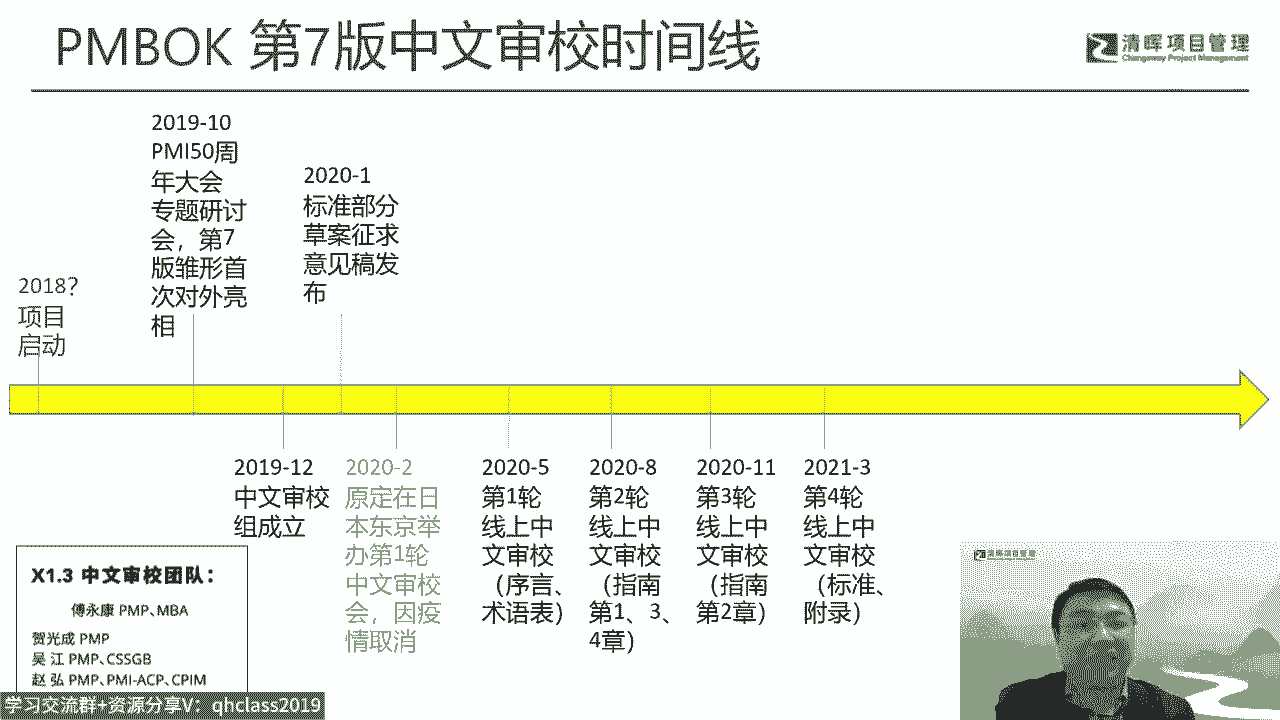 PMBOK 第7版中文审校时间线
清晖项目管理
Changeway Project Management
2019-10
PMI50周
年大会
专题研讨
会，第7
版雏形首
次对外亮
相
2020-1
标准部分
草案征求
意见稿发
布
2018？
项目
启动
2019-12
中文审校
组成立
2020-2
原定在日
本东京举
办第1轮
中文审校
会，因疫
情取消
2020-5
第1轮
线上中
文审校
（序言、
术语表）
2020-8
第2轮
线上中
文审校
（指南
第1、3、
4章）
2020-11
第3轮
线上中
文审校
（指南
第2章）
2021-3
第4轮
线上中
文审校
（标准、
附录）
X1.3 中文审校团队：
傅永康 PMP、MBA
贺光成 PMP
吴 江 PMP、CSSGB
赵 弘 PMP、PMI-ACP、CPIM
学习交流群+资源分享V：qhclass2019
清晖项目管理